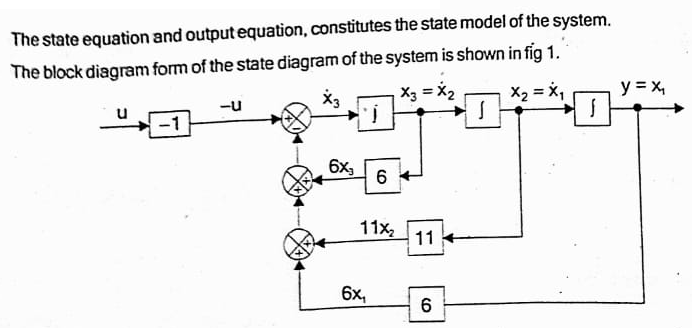 The state equation and output equation, constitutes the state model of the system.
The block diagram form of the state diagram of the system is shown in fig 1.
u
−1
−u
+
−
ẋ₃
∫
x₃ = ẋ₂
∫
x₂ = ẋ₁
∫
y = x₁
+
+
6x₃
6
+
+
11x₂
11
6x₁
6